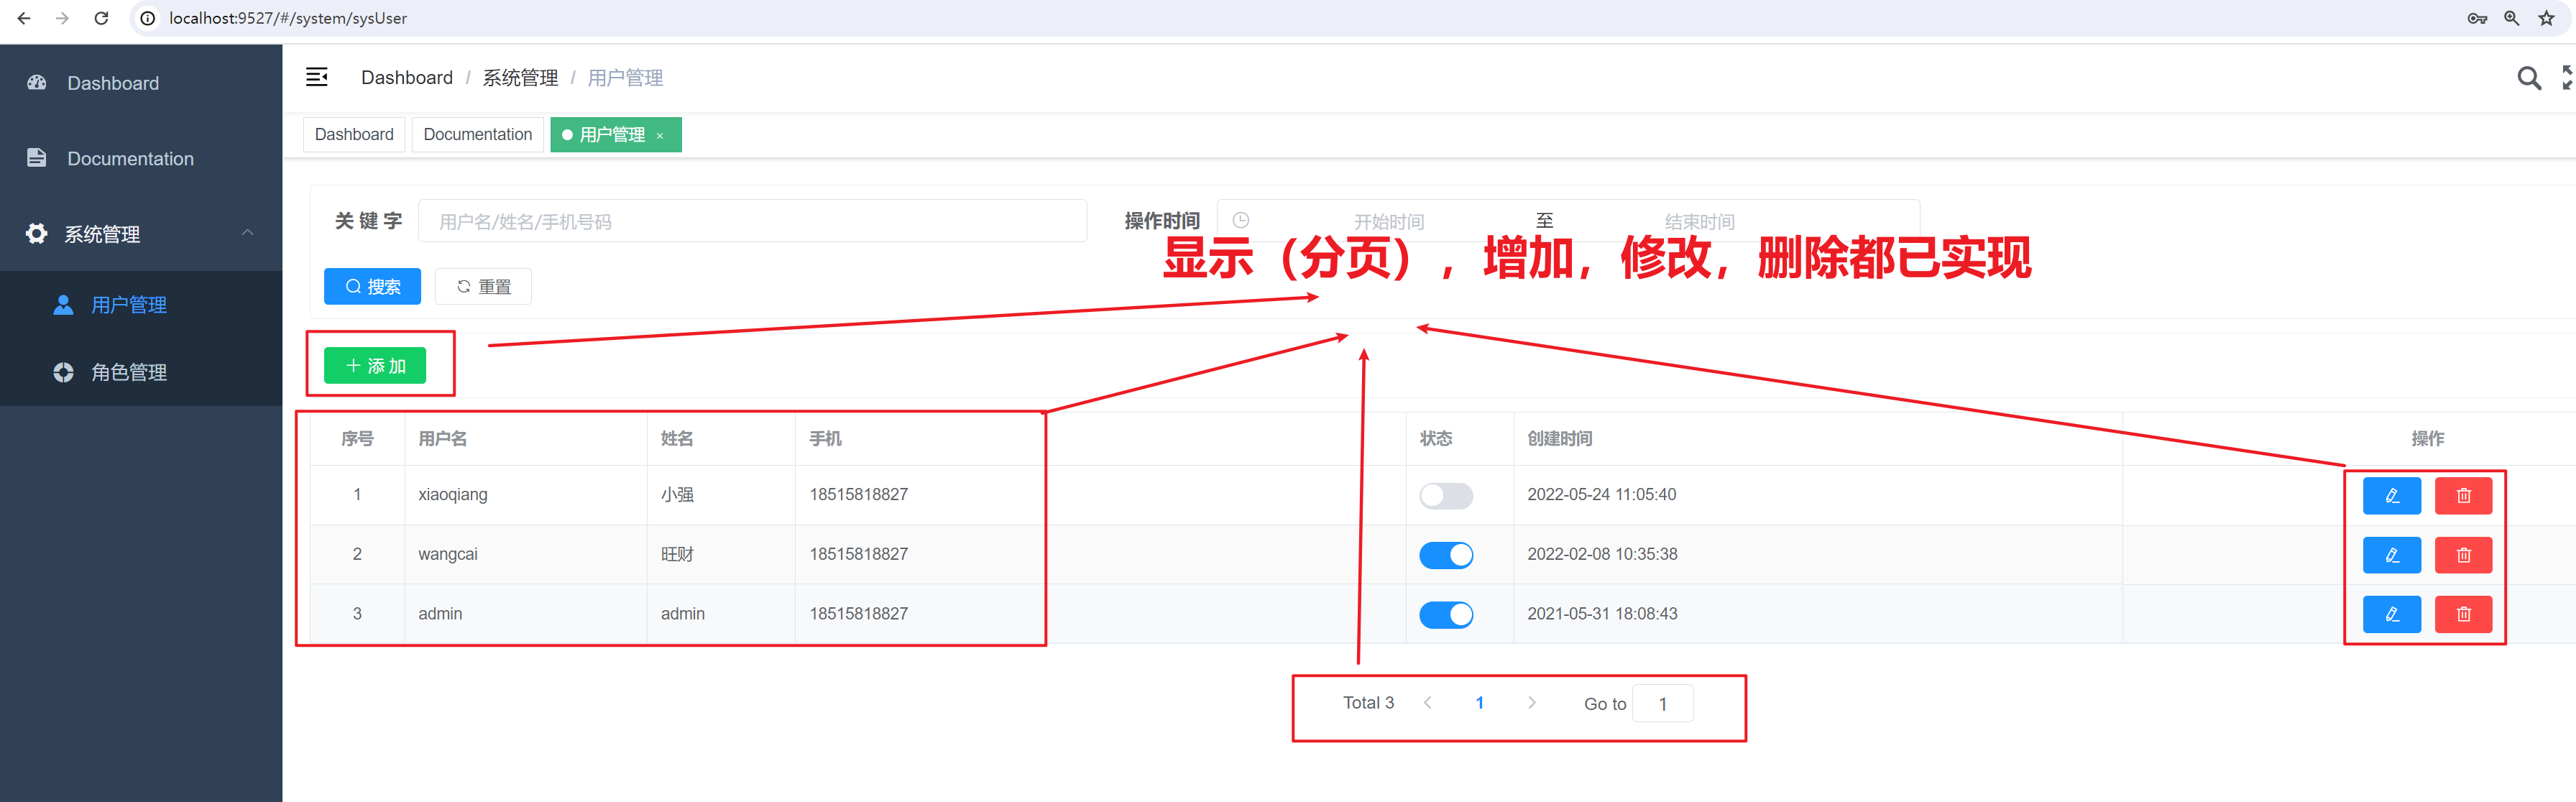 localhost:9527/#/system/sysUser
Dashboard
Documentation
系统管理
用户管理
角色管理
Dashboard / 系统管理 / 用户管理
Dashboard Documentation 用户管理 ×
关 键 字 用户名/姓名/手机号码 操作时间 开始时间 至 结束时间
显示（分页），增加，修改，删除都已实现
搜索 重置
添 加
序号 用户名 姓名 手机 状态 创建时间 操作
1 xiaoqiang 小强 18515818827 2022-05-24 11:05:40
2 wangcai 旺财 18515818827 2022-02-08 10:35:38
3 admin admin 18515818827 2021-05-31 18:08:43
Total 3 1 Go to 1